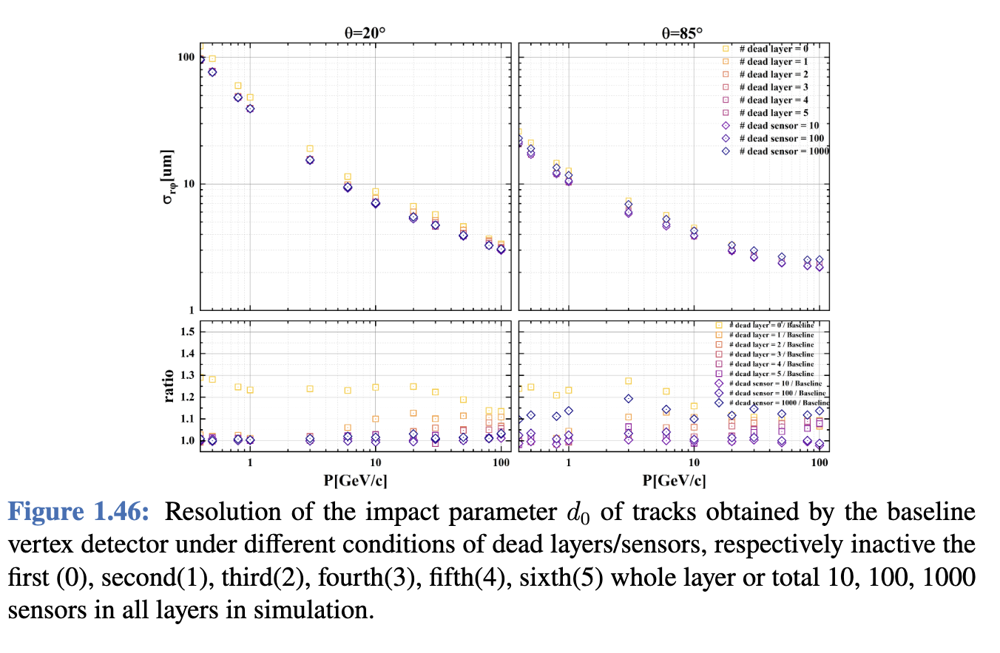 θ=20°
θ=85°
100
10
1
σrφ[um]
# dead layer = 0
# dead layer = 1
# dead layer = 2
# dead layer = 3
# dead layer = 4
# dead layer = 5
# dead sensor = 10
# dead sensor = 100
# dead sensor = 1000
1.5
1.4
1.3
1.2
1.1
1.0
ratio
# dead layer = 0 / Baseline
# dead layer = 1 / Baseline
# dead layer = 2 / Baseline
# dead layer = 3 / Baseline
# dead layer = 4 / Baseline
# dead layer = 5 / Baseline
# dead sensor = 10 / Baseline
# dead sensor = 100 / Baseline
# dead sensor = 1000 / Baseline
1 10 100
1 10 100
P[GeV/c]
P[GeV/c]
Figure 1.46: Resolution of the impact parameter d0 of tracks obtained by the baseline
vertex detector under different conditions of dead layers/sensors, respectively inactive the
first (0), second(1), third(2), fourth(3), fifth(4), sixth(5) whole layer or total 10, 100, 1000
sensors in all layers in simulation.